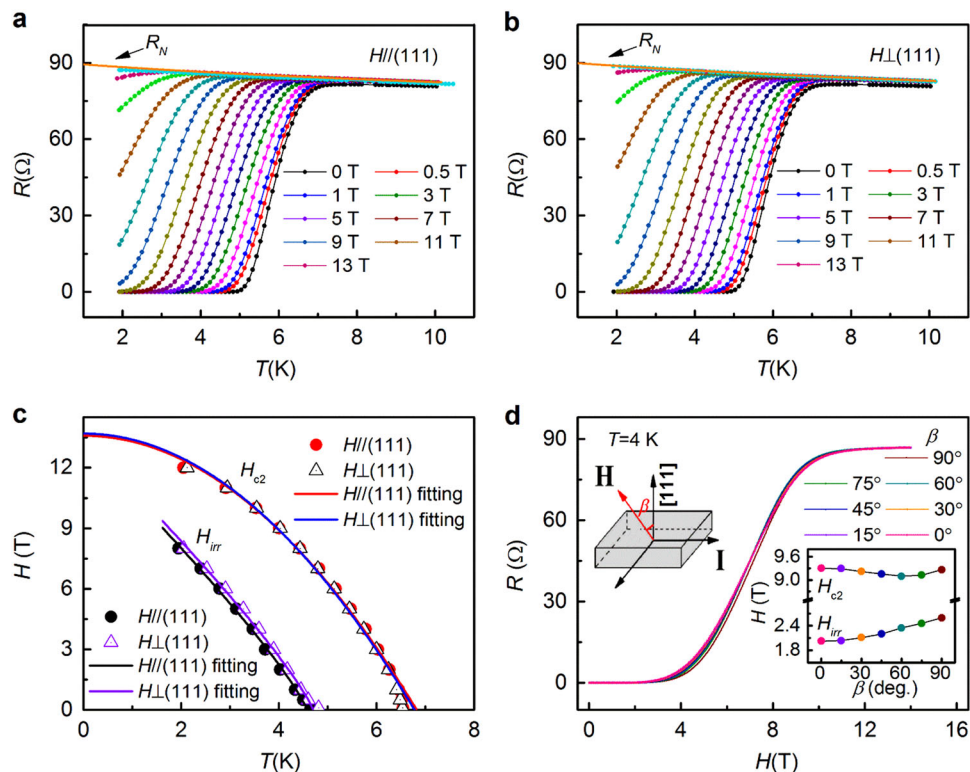 a
R_N
H//(111)
R(Ω)
90
60
30
0
0 T
0.5 T
1 T
3 T
5 T
7 T
9 T
11 T
13 T
2
4
6
8
10
T(K)
b
R_N
H⊥(111)
R(Ω)
90
60
30
0
0 T
0.5 T
1 T
3 T
5 T
7 T
9 T
11 T
13 T
2
4
6
8
10
T(K)
c
H (T)
12
9
6
3
0
H_c2
H//(111)
H⊥(111)
H//(111) fitting
H⊥(111) fitting
H_irr
H//(111)
H⊥(111)
H//(111) fitting
H⊥(111) fitting
0
2
4
6
8
T(K)
d
R (Ω)
90
60
30
0
T=4 K
H
β
[111]
I
β
90°
75°
60°
45°
30°
15°
0°
H (T)
9.6
9.0
2.4
1.8
H_c2
H_irr
0
30
60
90
β (deg.)
0
4
8
12
16
H(T)